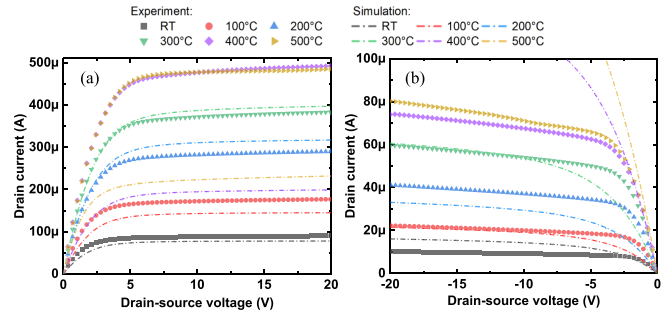 Experiment: Simulation:
RT 100°C 200°C RT 100°C 200°C
300°C 400°C 500°C 300°C 400°C 500°C
(a)
500µ
400µ
300µ
200µ
100µ
0
0 5 10 15 20
Drain current (A)
Drain-source voltage (V)
(b)
100µ
80µ
60µ
40µ
20µ
0
-20 -15 -10 -5 0
Drain current (A)
Drain-source voltage (V)